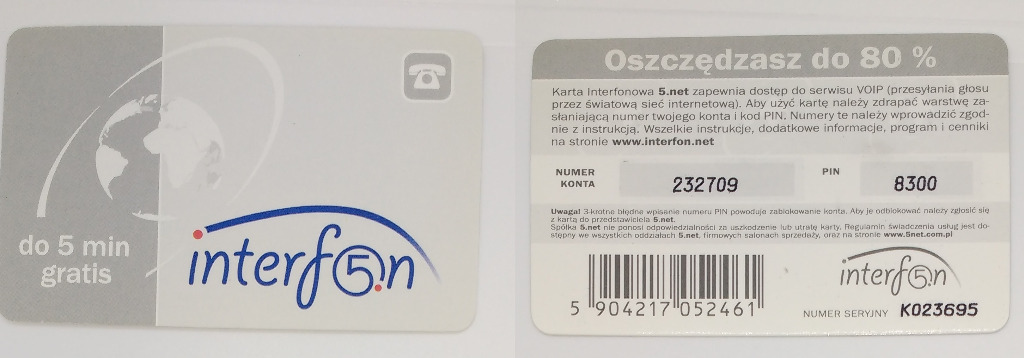 do 5 min
gratis
interf5n
Oszczędzasz do 80 %
Karta Interfonowa 5.net zapewnia dostęp do serwisu VOIP (przesyłania głosu
przez światową sieć internetową). Aby użyć kartę należy zdrapać warstwę za-
słaniającą numer twojego konta i kod PIN. Numery te należy wprowadzić zgod-
nie z instrukcją. Wszelkie instrukcje, dodatkowe informacje, program i cenniki
na stronie www.interfon.net
NUMER
KONTA
232709
PIN
8300
Uwaga! 3-krotne błędne wpisanie numeru PIN powoduje zablokowanie konta. Aby je odblokować należy zgłosić się
z kartą do przedstawiciela 5.net.
Spółka 5.net nie ponosi odpowiedzialności za uszkodzenie lub utratę karty. Regulamin świadczenia usług jest do-
stępny we wszystkich oddziałach 5.net, firmowych salonach sprzedaży, oraz na stronie www.5net.com.pl
5 904217 052461
interf5n
NUMER SERYJNY K023695